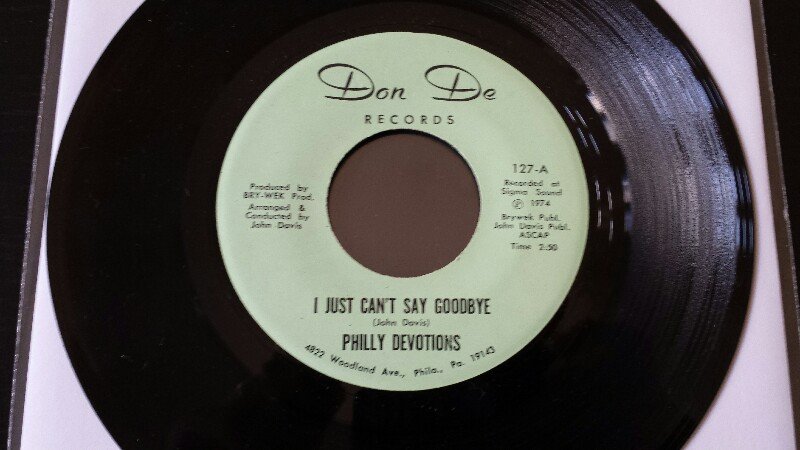 Don De
RECORDS
Produced by
BRY-WEK Prod.
Arranged &
Conducted by
John Davis
127-A
Recorded at
Sigma Sound
Ⓟ 1974
Brywek Publ.
John Davis Publ.
ASCAP
Time 2:50
I JUST CAN'T SAY GOODBYE
(John Davis)
PHILLY DEVOTIONS
4822 Woodland Ave., Phila., Pa. 19143